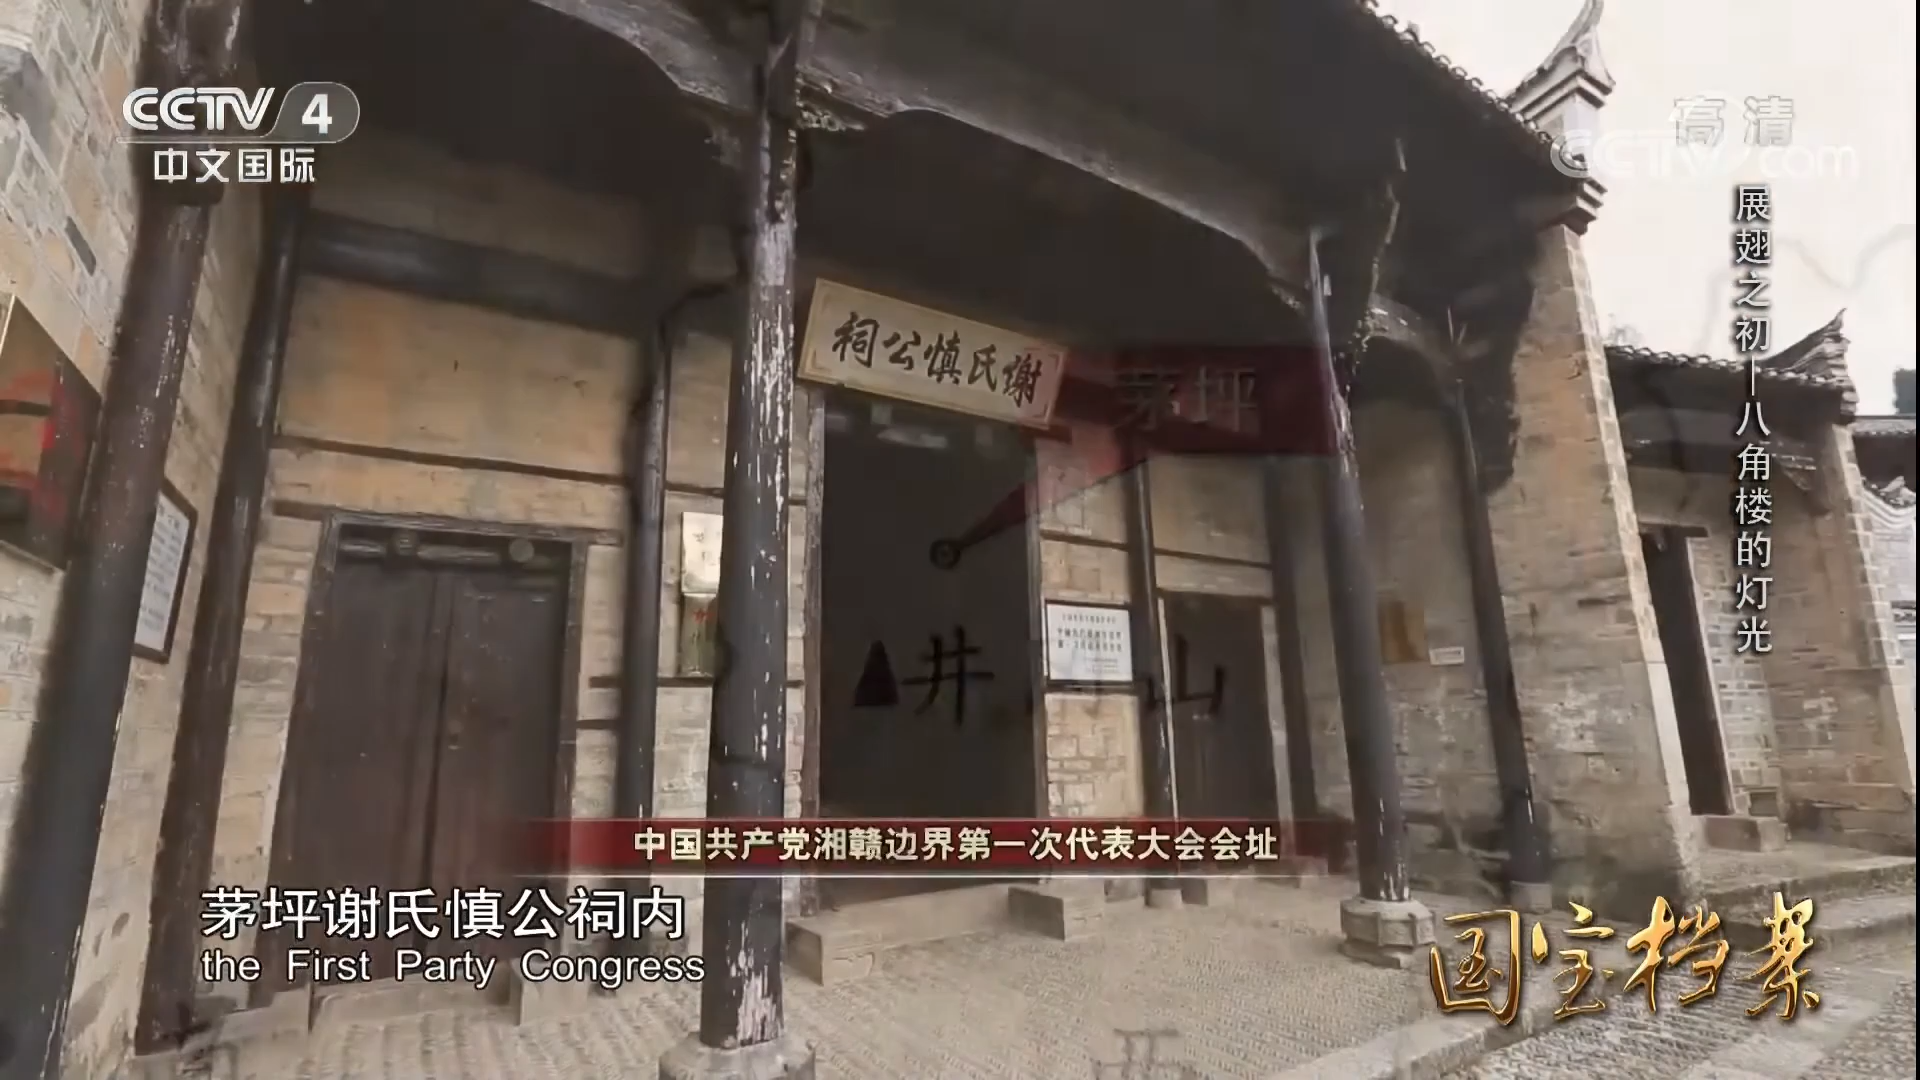 CCTV 4
中文国际
高清
CCTV.com
展翅之初—八角楼的灯光
谢氏慎公祠
茅坪
井
山
中国共产党湘赣边界第一次代表大会会址
茅坪谢氏慎公祠内
the First Party Congress
国宝档案